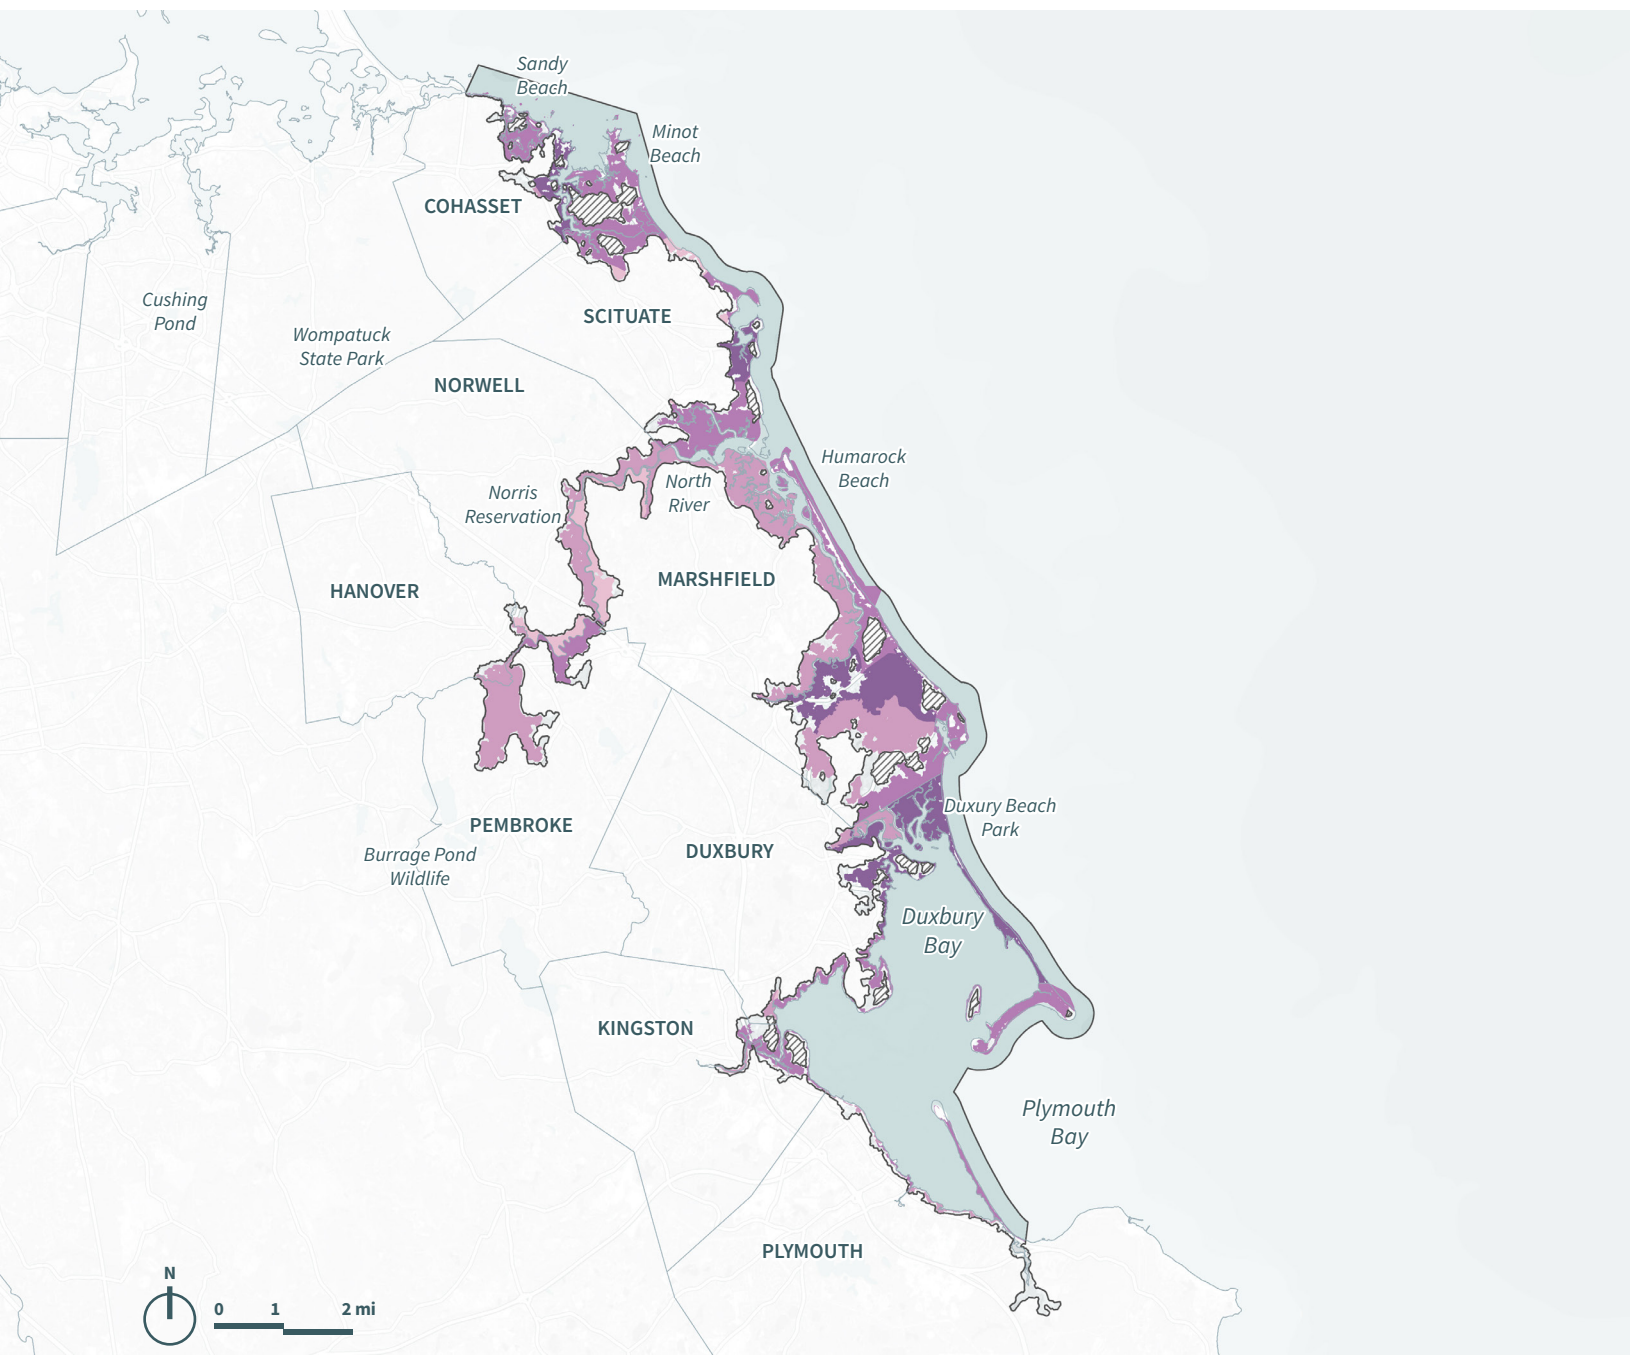 Sandy
Beach
Minot
Beach
COHASSET
Cushing
Pond
SCITUATE
Wompatuck
State Park
NORWELL
Humarock
Beach
North
River
Norris
Reservation
MARSHFIELD
HANOVER
Duxury Beach
Park
PEMBROKE
DUXBURY
Burrage Pond
Wildlife
Duxbury
Bay
KINGSTON
Plymouth
Bay
PLYMOUTH
N
0 1 2 mi